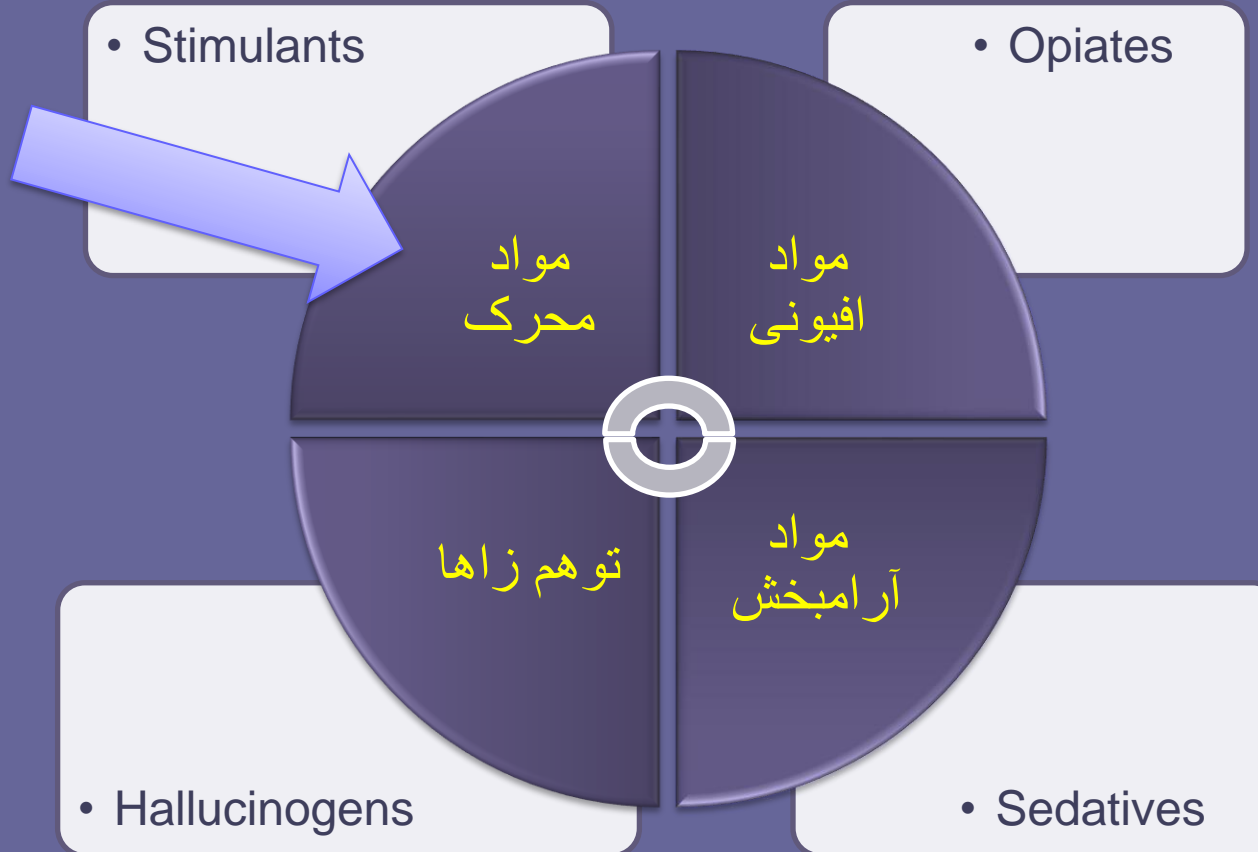 • Stimulants
• Opiates
مواد
محرک
مواد
افیونی
توهم زاها
مواد
آرامبخش
• Hallucinogens
• Sedatives